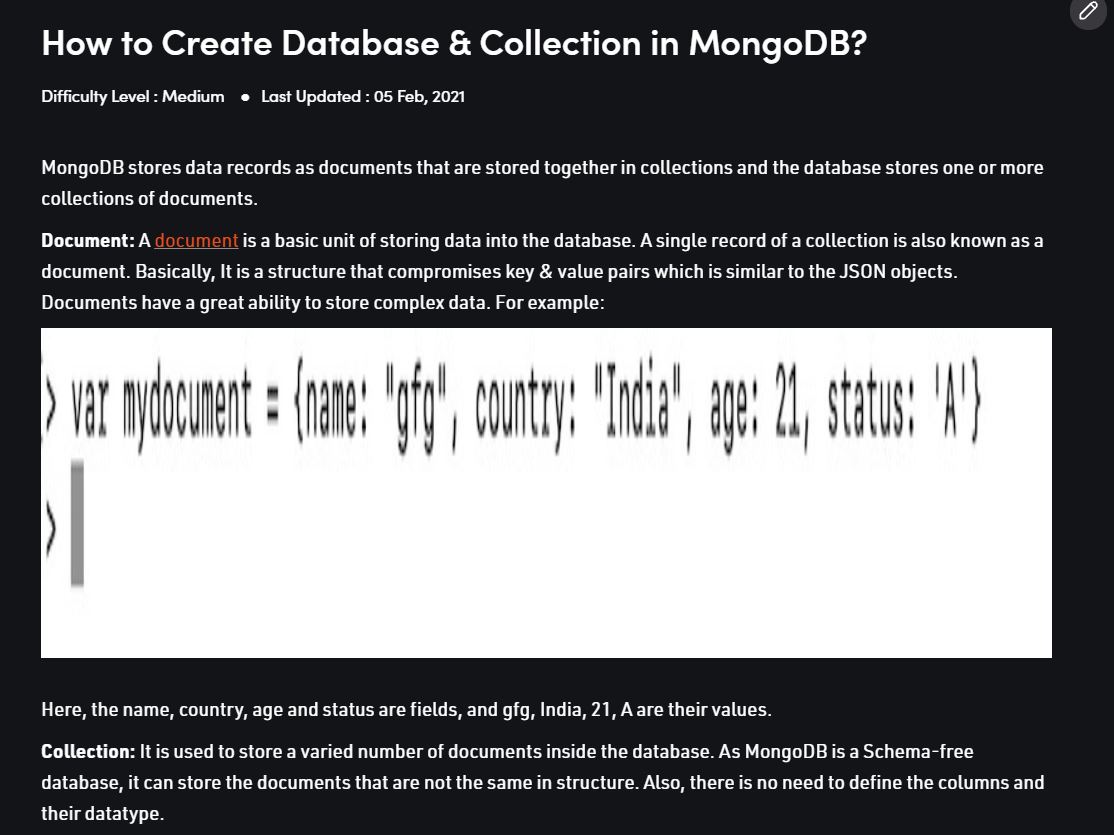 How to Create Database & Collection in MongoDB?
Difficulty Level : Medium ● Last Updated : 05 Feb, 2021
MongoDB stores data records as documents that are stored together in collections and the database stores one or more
collections of documents.
Document: A document is a basic unit of storing data into the database. A single record of a collection is also known as a
document. Basically, It is a structure that compromises key & value pairs which is similar to the JSON objects.
Documents have a great ability to store complex data. For example:
> var mydocument = {name: "gfg", country: "India", age: 21, status: 'A'}
>
Here, the name, country, age and status are fields, and gfg, India, 21, A are their values.
Collection: It is used to store a varied number of documents inside the database. As MongoDB is a Schema-free
database, it can store the documents that are not the same in structure. Also, there is no need to define the columns and
their datatype.